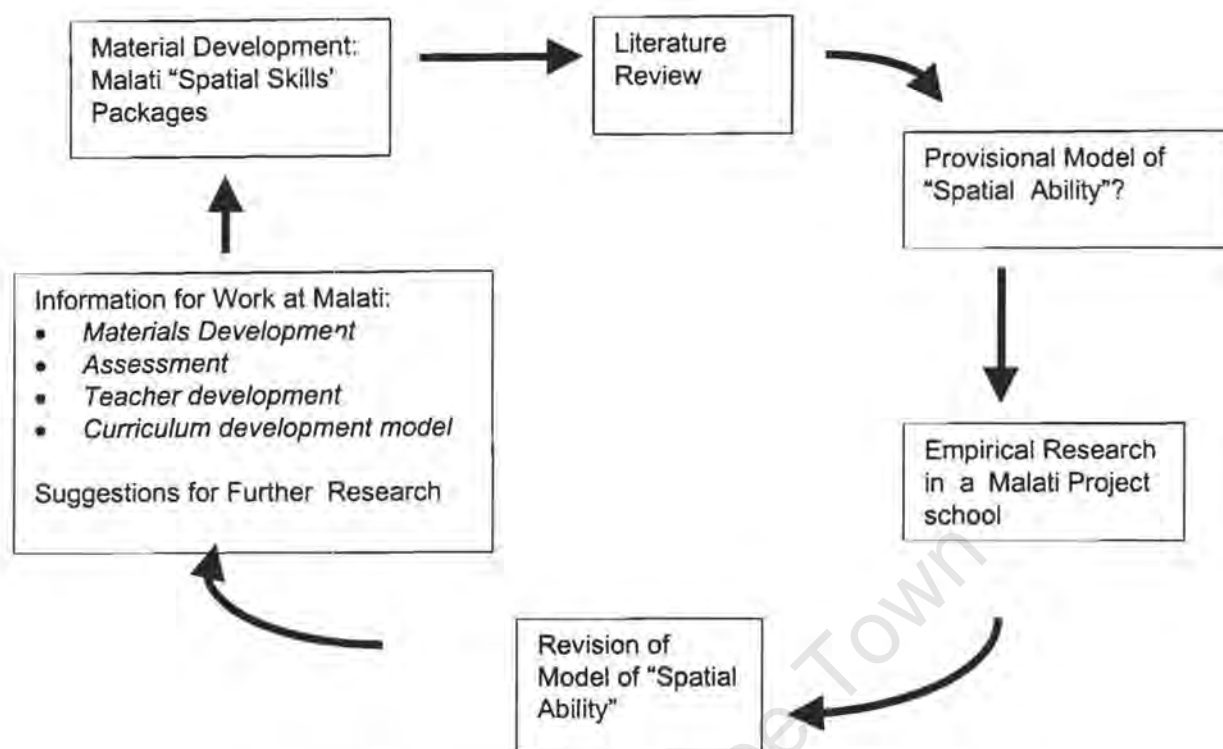 Material Development:
Malati “Spatial Skills'
Packages
Literature
Review
Provisional Model of
“Spatial Ability”?
Empirical Research
in a Malati Project
school
Revision of
Model of “Spatial
Ability”
Information for Work at Malati:
• Materials Development
• Assessment
• Teacher development
• Curriculum development model
Suggestions for Further Research
Town